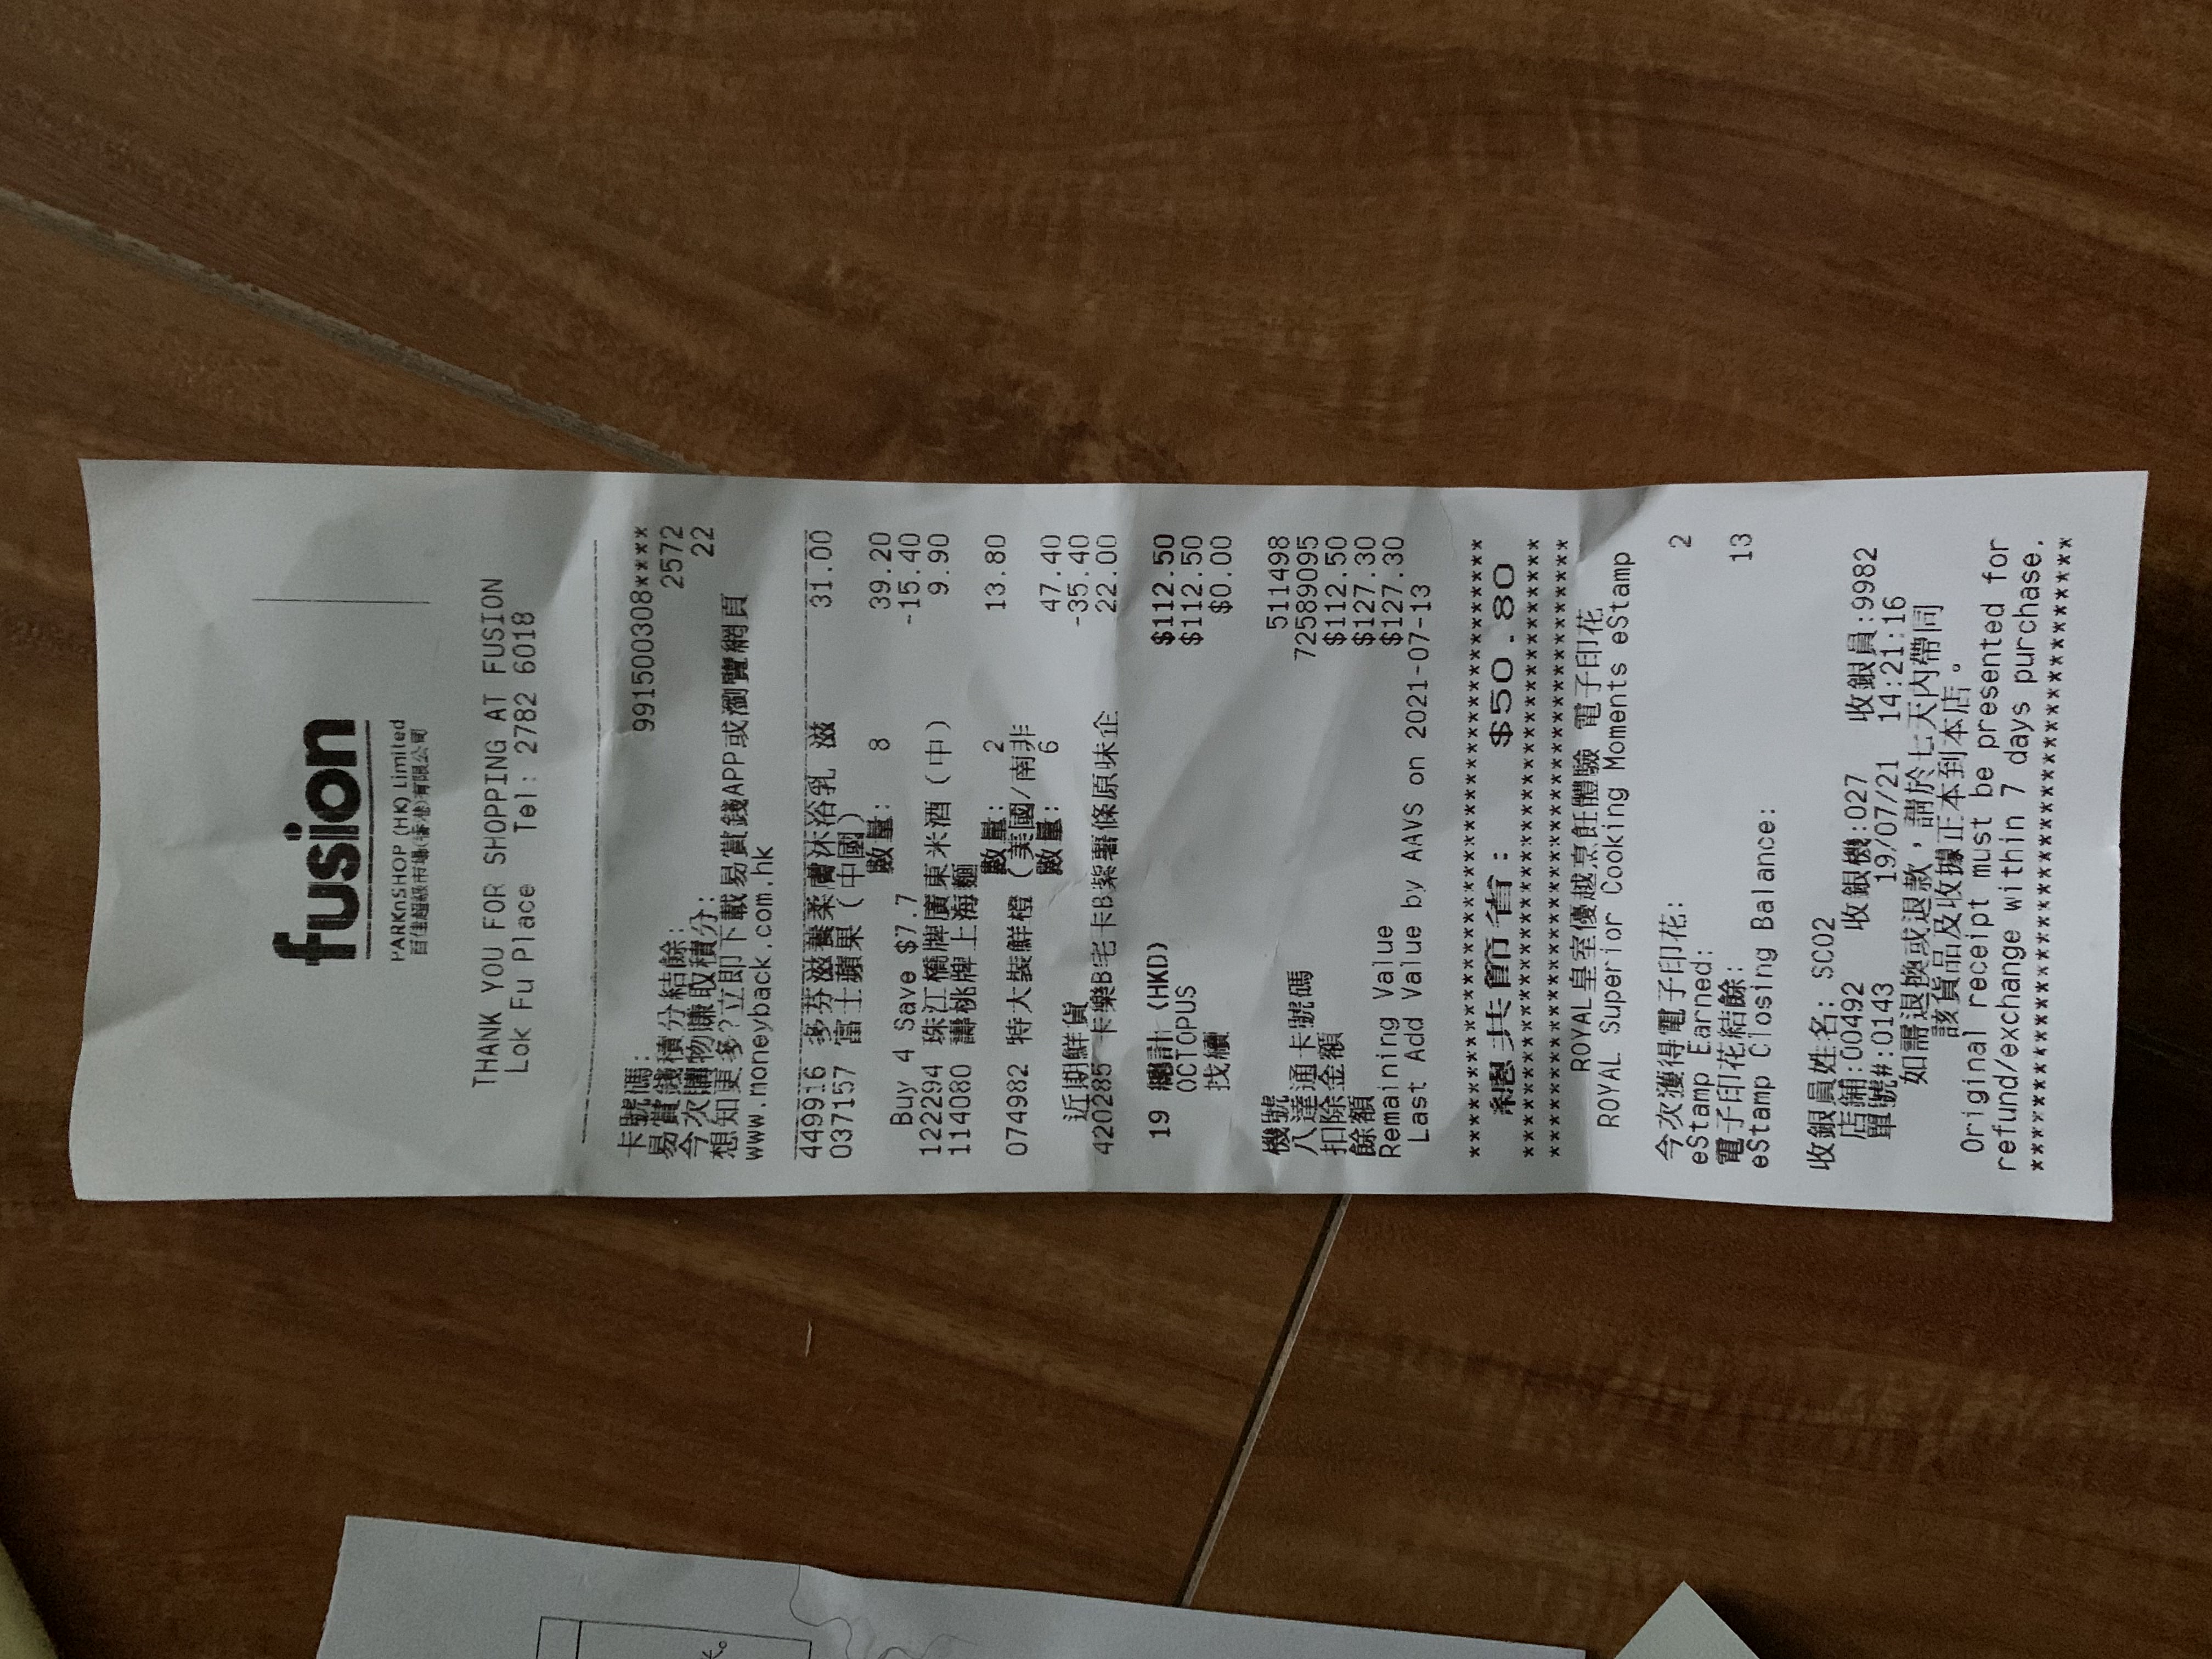 fusion
PARKnSHOP (HK) Limited
百佳超級市場(香港)有限公司
THANK YOU FOR SHOPPING AT FUSION
Lok Fu Place Tel: 2782 6018
卡號碼: 991500308****
易賞錢積分結餘: 2572
今次購物賺取積分: 22
想知更多?立即下載易賞錢APP或瀏覽網頁
www.moneyback.com.hk
449916 多芬滋養柔膚沐浴乳 滋 31.00
037157 富士蘋果(中國)
數量: 8 39.20
Buy 4 Save $7.7 -15.40
122294 珠江橋牌廣東米酒(中) 9.90
114080 壽桃牌上海麵
數量: 2 13.80
074982 特大裝鮮橙(美國/南非
數量: 6 47.40
近期鮮貨 -35.40
420285 卡樂B宅卡B紫薯條原味企 22.00
19 總計 (HKD) $112.50
OCTOPUS $112.50
找續 $0.00
機號 511498
八達通卡號碼 72589095
扣除金額 $112.50
餘額 $127.30
Remaining Value $127.30
Last Add Value by AAVS on 2021-07-13
***************************************
總共節省: $50.80
***************************************
***************************************
ROYAL皇室優越烹飪體驗 電子印花
ROYAL Superior Cooking Moments eStamp
今次獲得電子印花: 2
eStamp Earned:
電子印花結餘: 13
eStamp Closing Balance:
收銀員姓名: SC02
店鋪:00492 收銀機:027 收銀員:9982
單號#:0143 19/07/21 14:21:16
如需退換或退款,請於七天內帶同
該貨品及收據正本到本店。
Original receipt must be presented for
refund/exchange within 7 days purchase.
***************************************